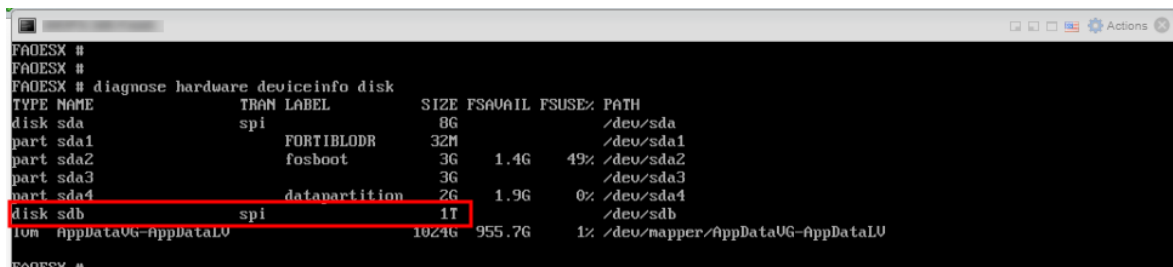 Actions
FAOESX #
FAOESX #
FAOESX # diagnose hardware deviceinfo disk
TYPE NAME TRAN LABEL SIZE FSAVAIL FSUSE% PATH
disk sda spi 8G /dev/sda
part sda1 FORTIBLODR 32M /dev/sda1
part sda2 fosboot 3G 1.4G 49% /dev/sda2
part sda3 3G /dev/sda3
part sda4 datapartition 2G 1.9G 0% /dev/sda4
disk sdb spi 1T /dev/sdb
lvm AppDataVG-AppDataLV 1024G 955.7G 1% /dev/mapper/AppDataVG-AppDataLV
FAOESX #